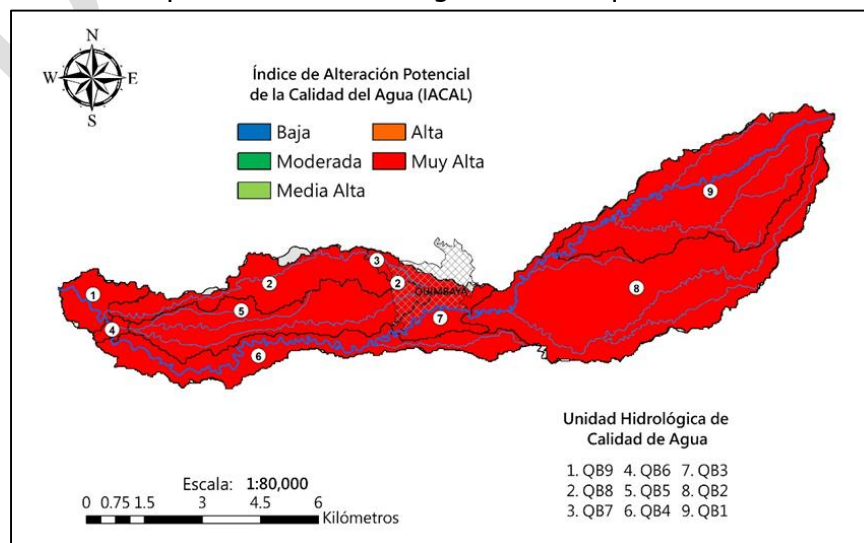 N
W E
S
Índice de Alteración Potencial
de la Calidad del Agua (IACAL)
Baja Alta
Moderada Muy Alta
Media Alta
9
3
2 2
1 QUIMBAYA 8
5
7
4
6
Unidad Hidrológica de
Calidad de Agua
1. QB9 4. QB6 7. QB3
2. QB8 5. QB5 8. QB2
3. QB7 6. QB4 9. QB1
Escala: 1:80,000
0 0.75 1.5 3 4.5 6
Kilómetros